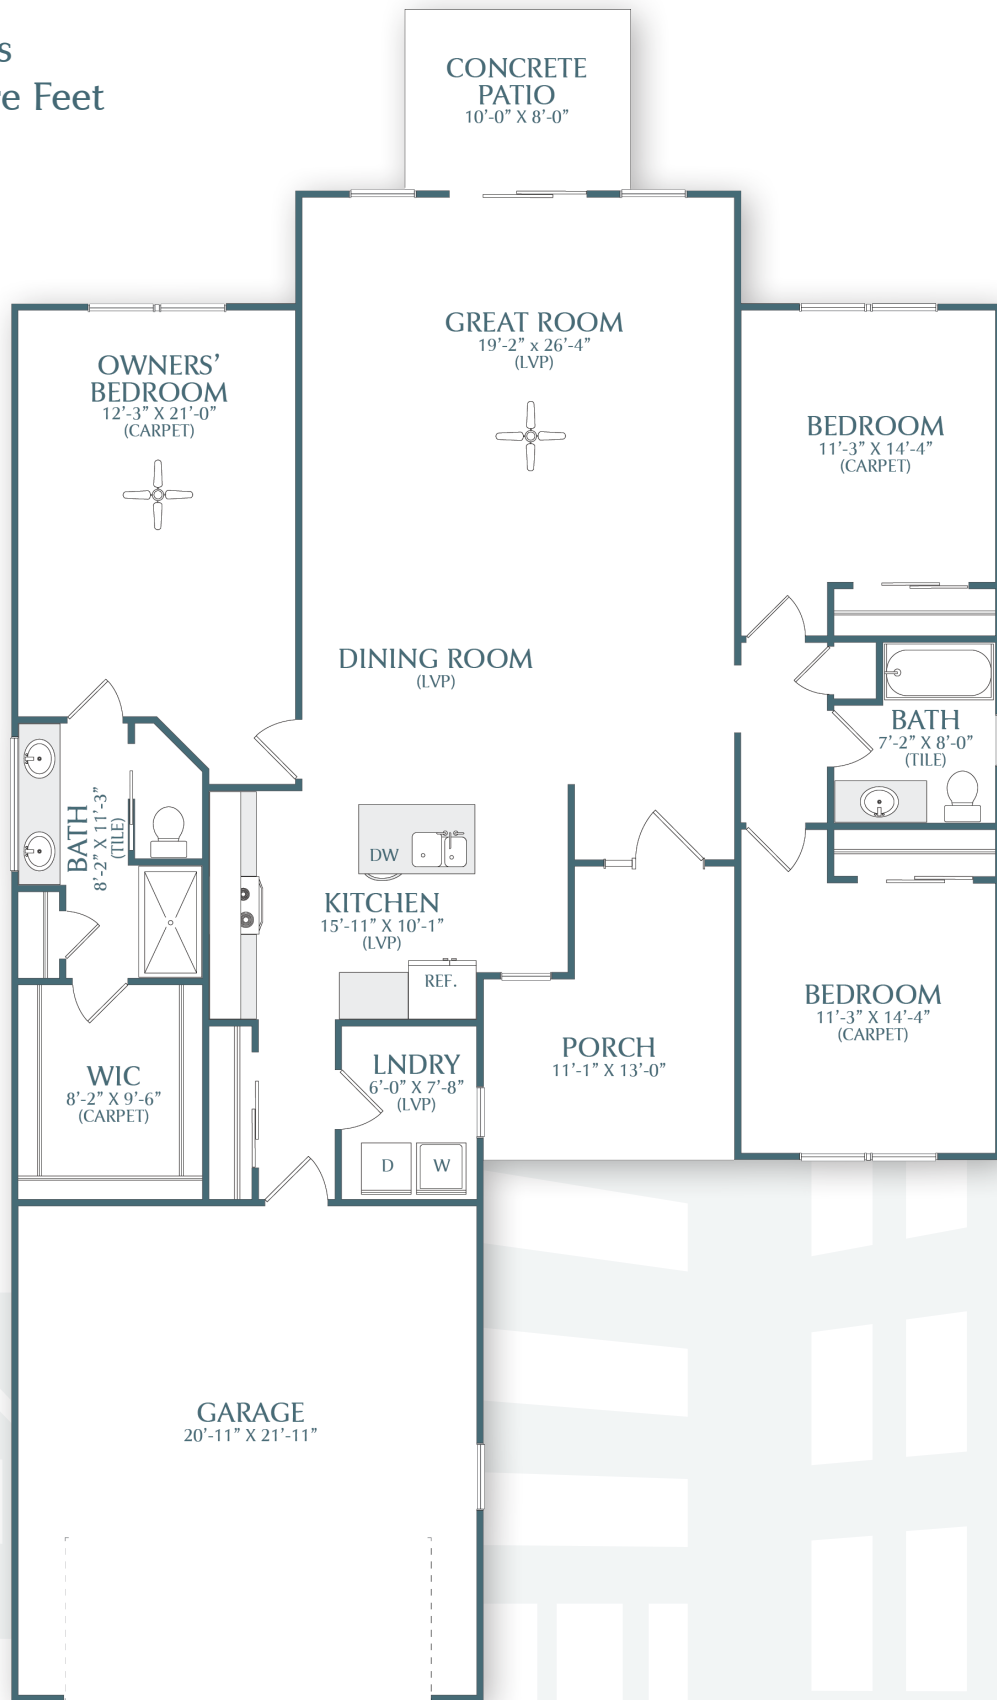 s
e Feet
CONCRETE
PATIO
10'-0" X 8'-0"
GREAT ROOM
19'-2" x 26'-4"
(LVP)
OWNERS'
BEDROOM
12'-3" X 21'-0"
(CARPET)
BEDROOM
11'-3" X 14'-4"
(CARPET)
DINING ROOM
(LVP)
BATH
7'-2" X 8'-0"
(TILE)
BATH
8'-2" X 11'-3"
(TILE)
DW
KITCHEN
15'-11" X 10'-1"
(LVP)
REF.
BEDROOM
11'-3" X 14'-4"
(CARPET)
PORCH
11'-1" X 13'-0"
LNDRY
6'-0" X 7'-8"
(LVP)
WIC
8'-2" X 9'-6"
(CARPET)
D
W
GARAGE
20'-11" X 21'-11"